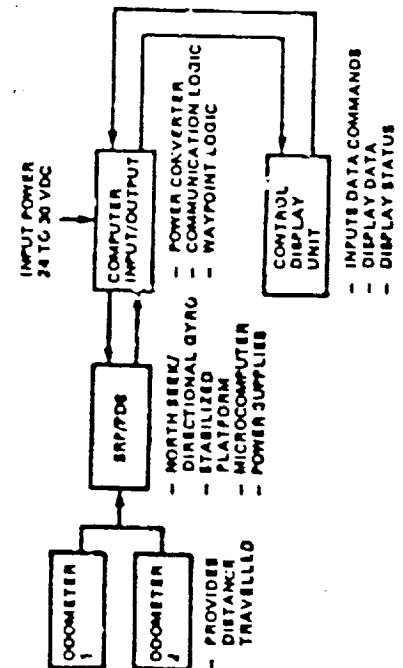 INPUT POWER
24 TO 30 VDC
ODOMETER
1
ODOMETER
2
- PROVIDES
DISTANCE
TRAVELLED
SRP/PDS
- NORTH SEEK/
DIRECTIONAL GYRO
- STABILIZED
PLATFORM
- MICROCOMPUTER
- POWER SUPPLIES
COMPUTER
INPUT/OUTPUT
- POWER CONVERTER
- COMMUNICATION LOGIC
- WAYPOINT LOGIC
CONTROL
DISPLAY
UNIT
- INPUTS DATA COMMANDS
- DISPLAY DATA
- DISPLAY STATUS